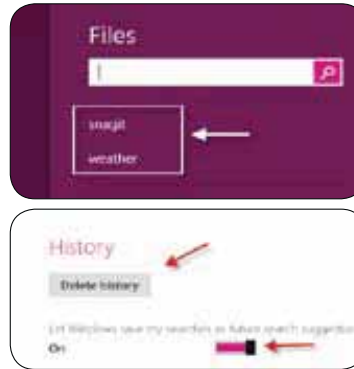 Files
snagit
weather
History
Delete history
Let Windows save my searches as future search suggestions
On